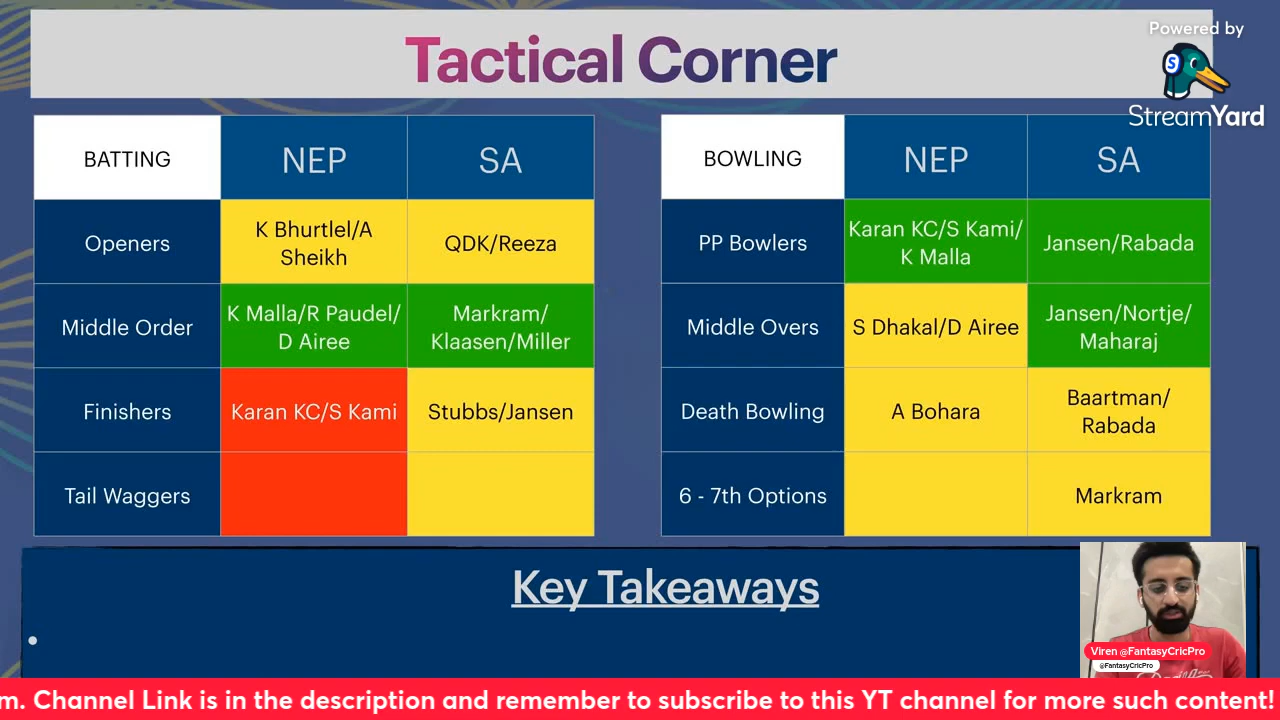 Tactical Corner
Powered by
StreamYard
BATTING NEP SA
Openers K Bhurtlel/A Sheikh QDK/Reeza
Middle Order K Malla/R Paudel/ D Airee Markram/ Klaasen/Miller
Finishers Karan KC/S Kami Stubbs/Jansen
Tail Waggers
BOWLING NEP SA
PP Bowlers Karan KC/S Kami/ K Malla Jansen/Rabada
Middle Overs S Dhakal/D Airee Jansen/Nortje/ Maharaj
Death Bowling A Bohara Baartman/ Rabada
6 - 7th Options Markram
Key Takeaways
•
Viren @FantasyCricPro
@FantasyCricPro
m. Channel Link is in the description and remember to subscribe to this YT channel for more such content!